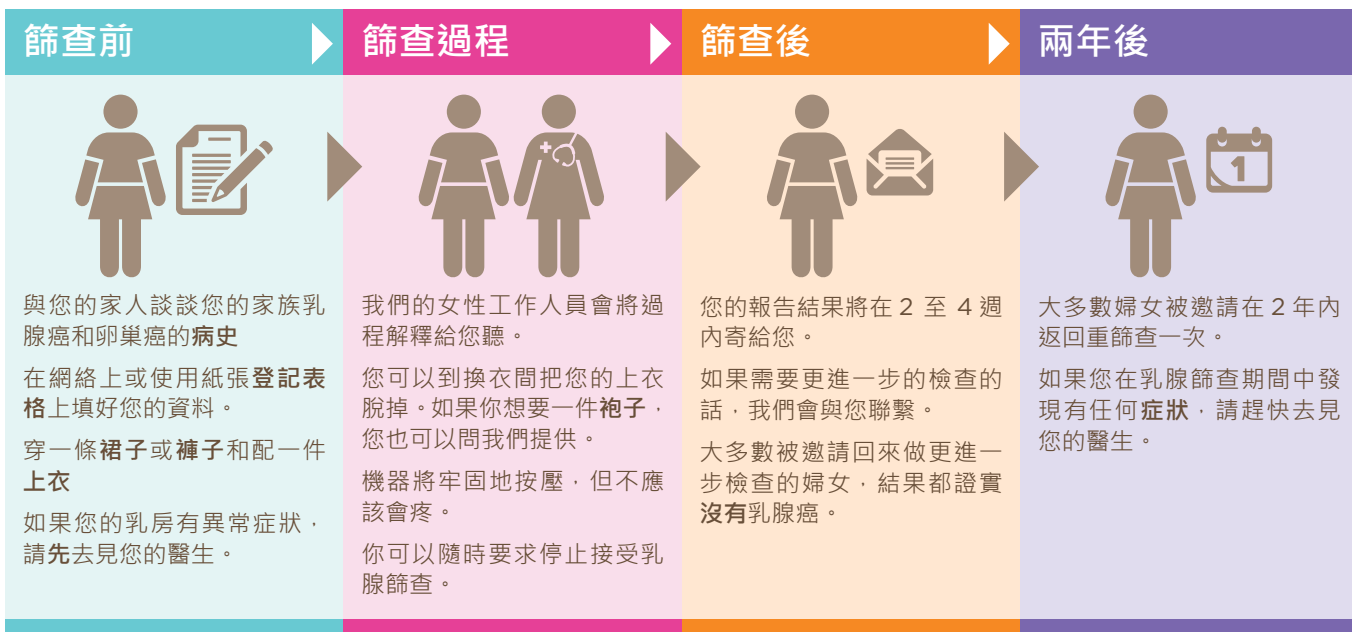 篩查前
與您的家人談談您的家族乳
腺癌和卵巢癌的病史
在網絡上或使用紙張登記表
格上填好您的資料。
穿一條裙子或褲子和配一件
上衣
如果您的乳房有異常症狀，
請先去見您的醫生。
篩查過程
我們的女性工作人員會將過
程解釋給您聽。
您可以到換衣間把您的上衣
脫掉。如果你想要一件袍子，
您也可以問我們提供。
機器將牢固地按壓，但不應
該會疼。
你可以隨時要求停止接受乳
腺篩查。
篩查後
您的報告結果將在 2 至 4 週
內寄給您。
如果需要更進一步的檢查的
話，我們會與您聯繫。
大多數被邀請回來做更進一
步檢查的婦女，結果都證實
沒有乳腺癌。
兩年後
1
大多數婦女被邀請在 2 年內
返回重篩查一次。
如果您在乳腺篩查期間中發
現有任何症狀，請趕快去見
您的醫生。